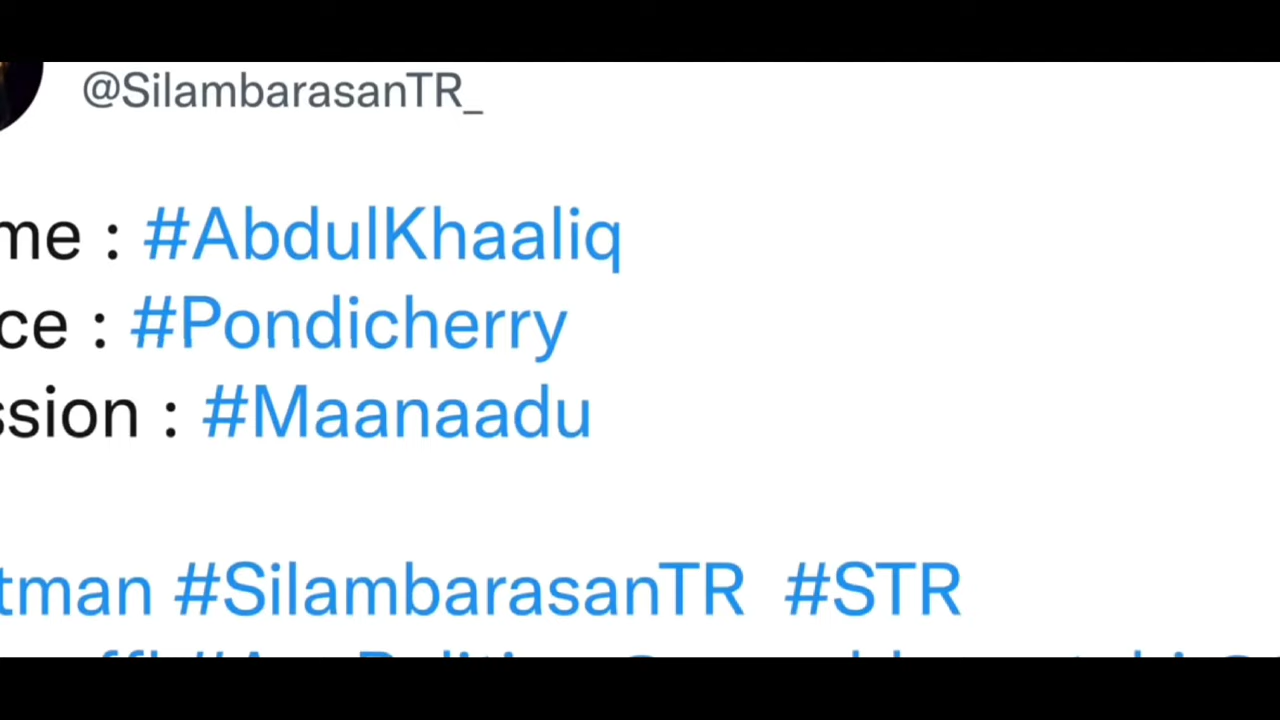 @SilambarasanTR_
me : #AbdulKhaaliq
ce : #Pondicherry
ssion : #Maanaadu
tman #SilambarasanTR #STR